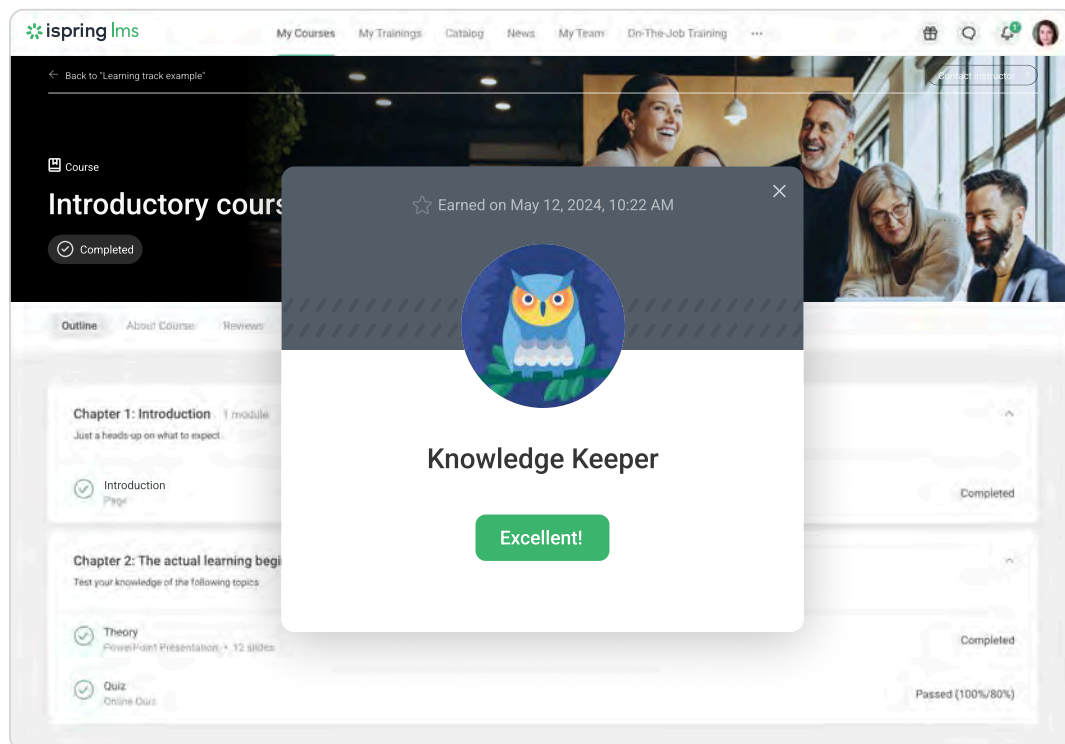 ispring lms
My Courses My Trainings Catalog News My Team On-The-Job Training ...
1
Back to "Learning track example"
Contact instructor
Course
Introductory cours
Completed
Earned on May 12, 2024, 10:22 AM
Outline About Course Reviews
Knowledge Keeper
Excellent!
Chapter 1: Introduction 1 module
Just a heads-up on what to expect
Introduction
Page
Completed
Chapter 2: The actual learning begi
Test your knowledge of the following topics
Theory
PowerPoint Presentation • 12 slides
Completed
Quiz
Online Quiz
Passed (100%/80%)